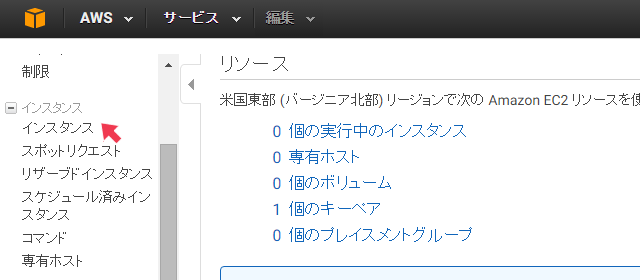 AWS サービス 編集
制限
インスタンス
インスタンス
スポットリクエスト
リザーブドインスタンス
スケジュール済みイン
スタンス
コマンド
専有ホスト
リソース
米国東部 (バージニア北部) リージョンで次の Amazon EC2 リソースを使
0 個の実行中のインスタンス
0 専有ホスト
0 個のボリューム
1 個のキーペア
0 個のプレイスメントグループ